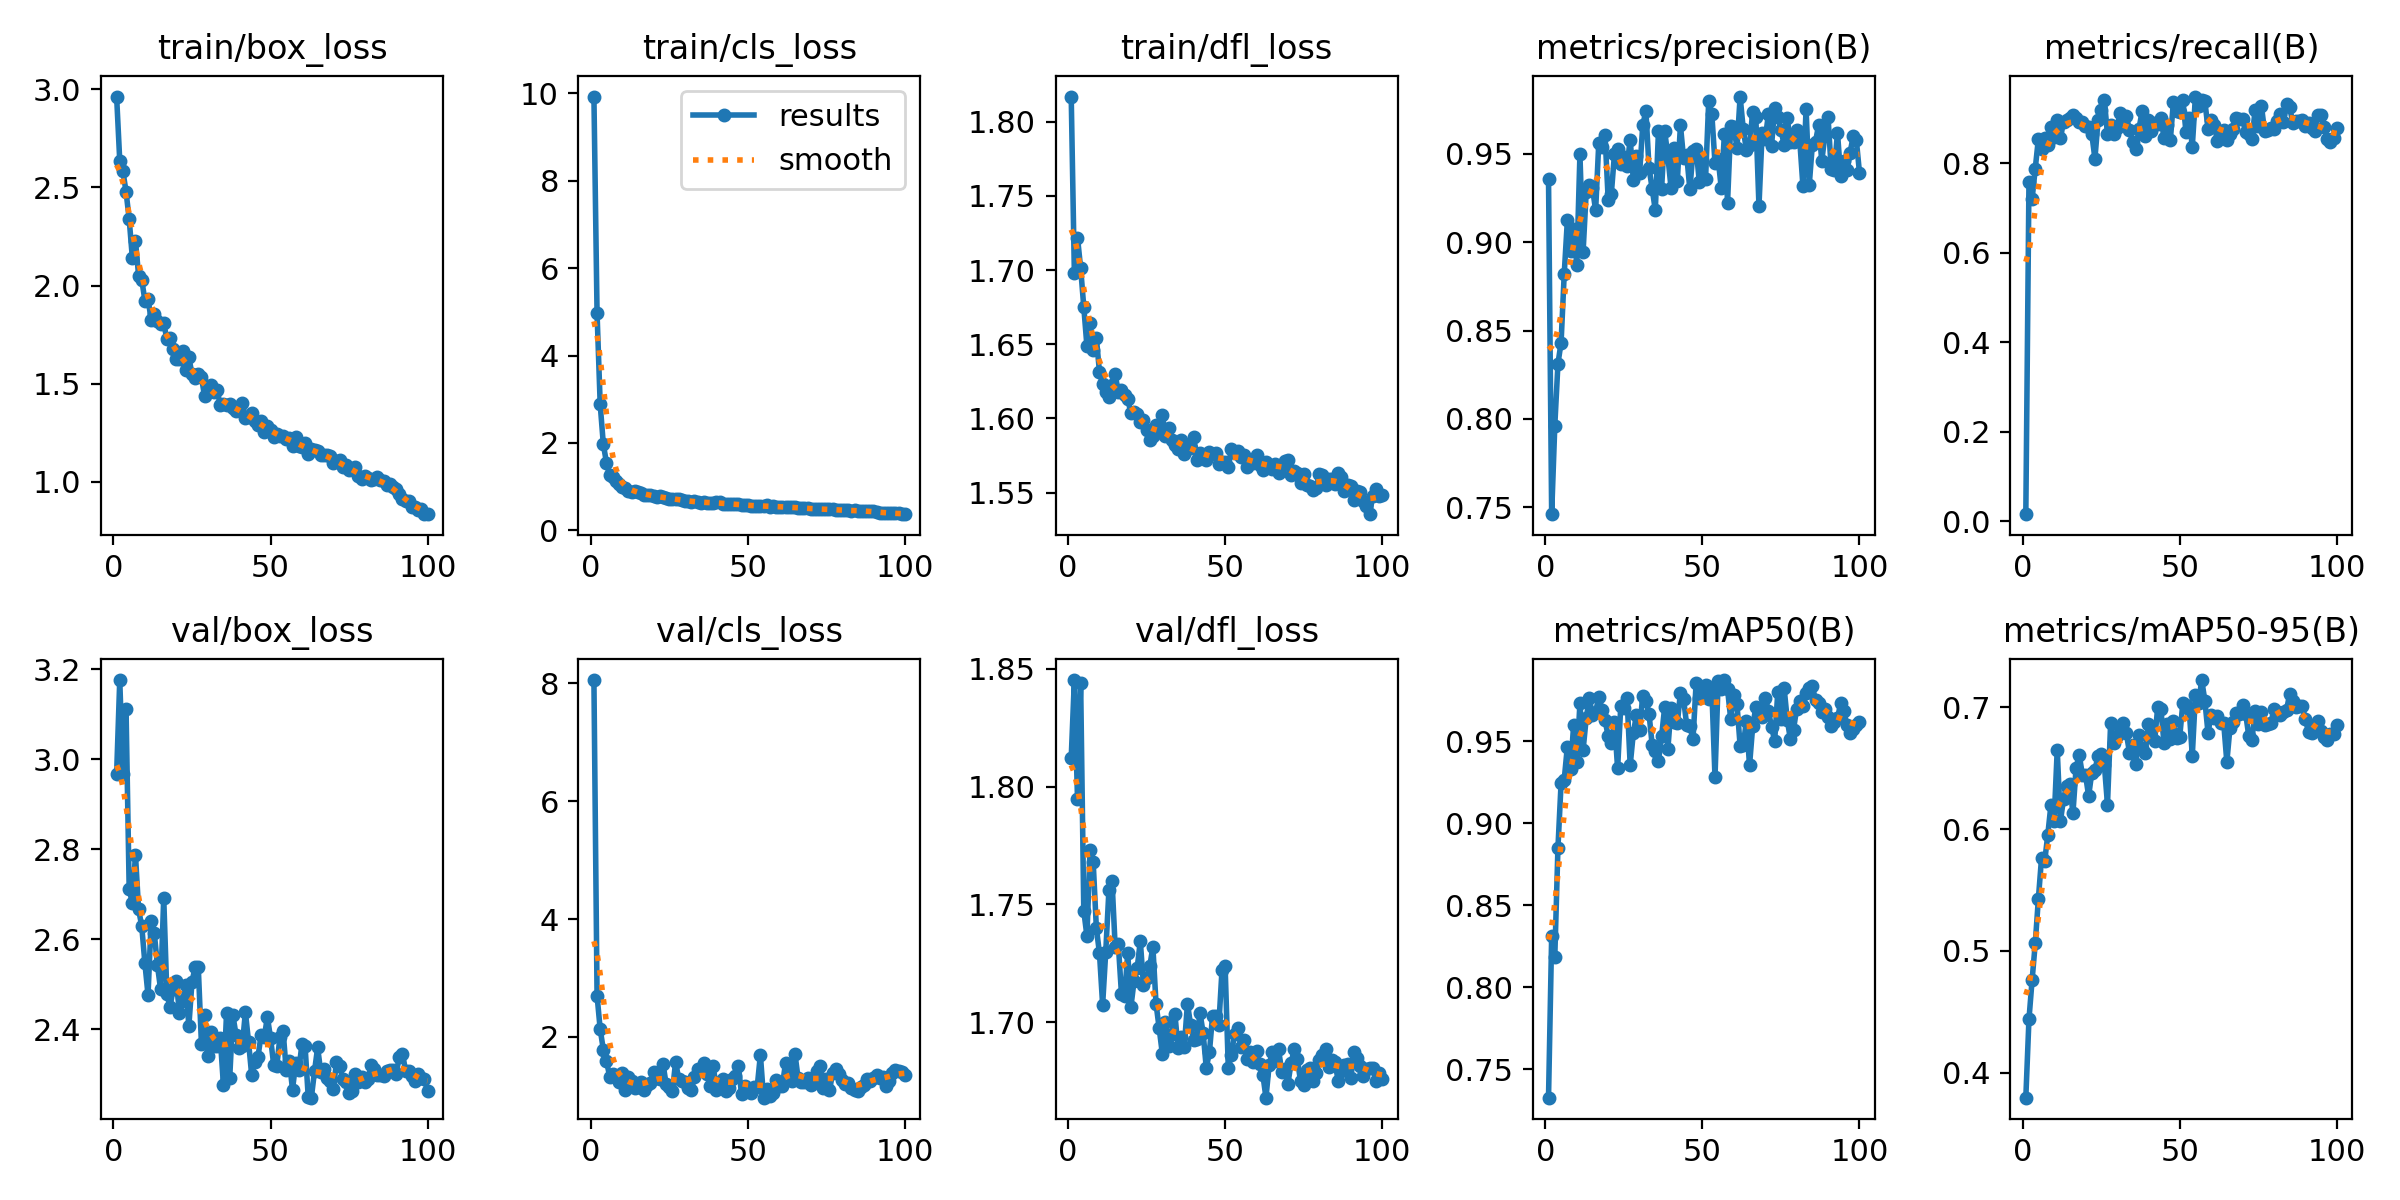 train/box_loss
3.0
2.5
2.0
1.5
1.0
0 50 100
train/cls_loss
10
8
6
4
2
0
0 50 100
results
smooth
train/dfl_loss
1.80
1.75
1.70
1.65
1.60
1.55
0 50 100
metrics/precision(B)
0.95
0.90
0.85
0.80
0.75
0 50 100
metrics/recall(B)
0.8
0.6
0.4
0.2
0.0
0 50 100
val/box_loss
3.2
3.0
2.8
2.6
2.4
0 50 100
val/cls_loss
8
6
4
2
0 50 100
val/dfl_loss
1.85
1.80
1.75
1.70
0 50 100
metrics/mAP50(B)
0.95
0.90
0.85
0.80
0.75
0 50 100
metrics/mAP50-95(B)
0.7
0.6
0.5
0.4
0 50 100